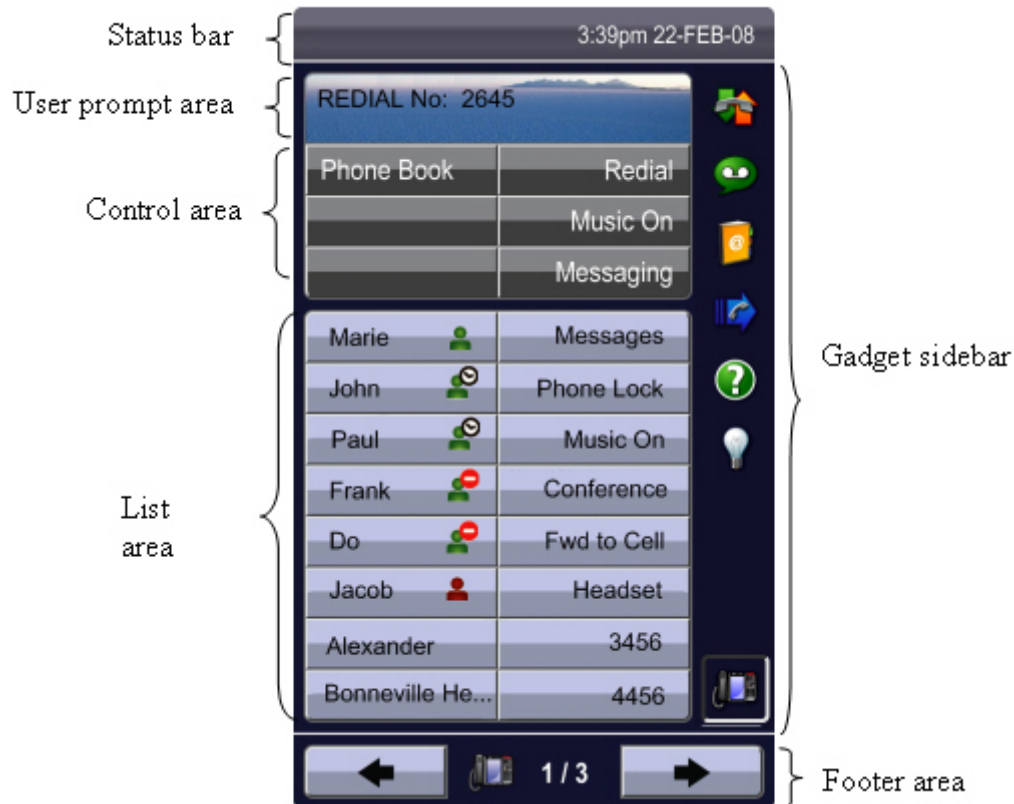 Status bar
3:39pm 22-FEB-08
User prompt area
REDIAL No: 2645
Control area
Phone Book Redial
Music On
Messaging
Gadget sidebar
List
area
Marie Messages
John Phone Lock
Paul Music On
Frank Conference
Do Fwd to Cell
Jacob Headset
Alexander 3456
Bonneville He... 4456
1 / 3
Footer area